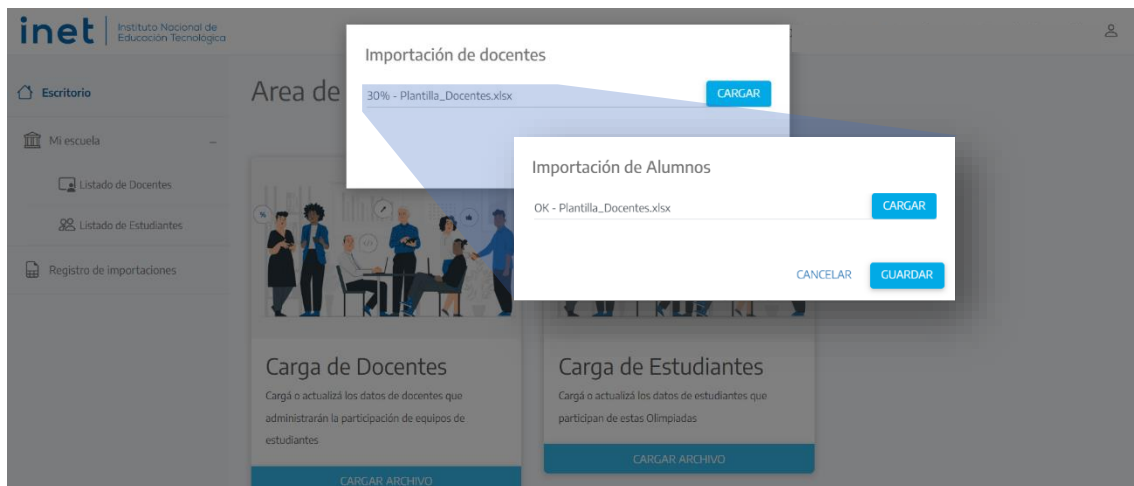 inet
Instituto Nacional de
Educación Tecnológica
Escritorio
Mi escuela
Listado de Docentes
Listado de Estudiantes
Registro de importaciones
Area de
Importación de docentes
30% - Plantilla_Docentes.xlsx
CARGAR
Importación de Alumnos
OK - Plantilla_Docentes.xlsx
CARGAR
CANCELAR
GUARDAR
Carga de Docentes
Cargá o actualizá los datos de docentes que
administrarán la participación de equipos de
estudiantes
CARGAR ARCHIVO
Carga de Estudiantes
Cargá o actualizá los datos de estudiantes que
participan de estas Olimpiadas
CARGAR ARCHIVO